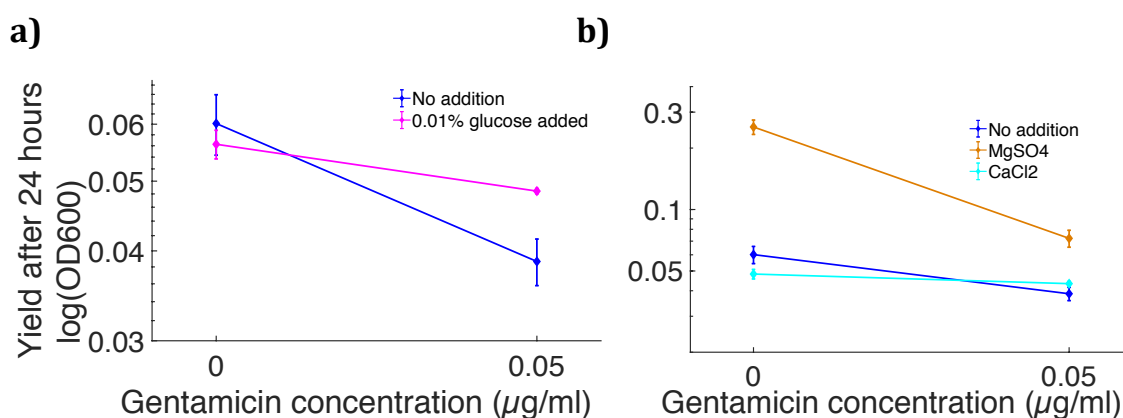 a)
Yield after 24 hours
log(OD600)
0.06
0.05
0.04
0.03
No addition
0.01% glucose added
0
0.05
Gentamicin concentration (µg/ml)
b)
0.3
0.1
0.05
No addition
MgSO4
CaCl2
0
0.05
Gentamicin concentration (µg/ml)